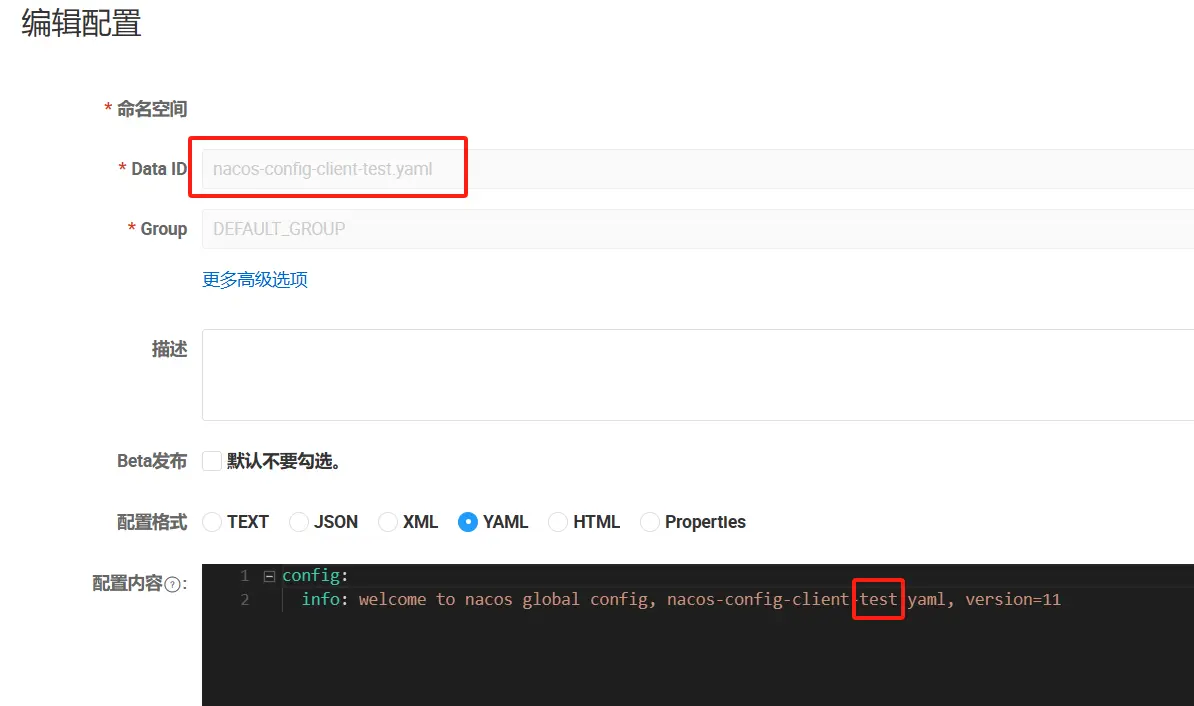 编辑配置
* 命名空间
* Data ID nacos-config-client-test.yaml
* Group DEFAULT_GROUP
更多高级选项
描述
Beta发布 默认不要勾选。
配置格式 TEXT JSON XML YAML HTML Properties
配置内容?: 1 config:
2 info: welcome to nacos global config, nacos-config-client-test.yaml, version=11